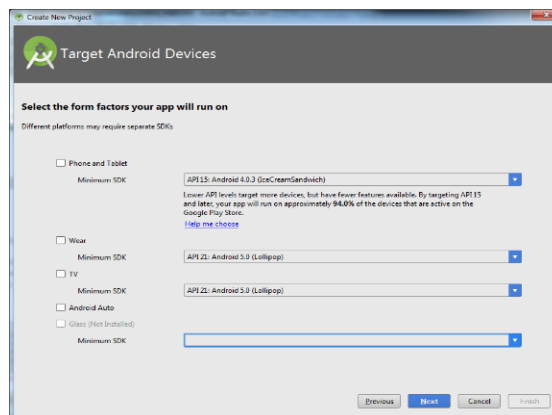 Create New Project
Target Android Devices
Select the form factors your app will run on
Different platforms may require separate SDKs
Phone and Tablet
Minimum SDK
API 15: Android 4.0.3 (IceCreamSandwich)
Lower API levels target more devices, but have fewer features available. By targeting API 15
and later, your app will run on approximately 94.0% of the devices that are active on the
Google Play Store.
Help me choose
Wear
Minimum SDK
API 21: Android 5.0 (Lollipop)
TV
Minimum SDK
API 21: Android 5.0 (Lollipop)
Android Auto
Glass (Not Installed)
Minimum SDK
Previous
Next
Cancel
Finish